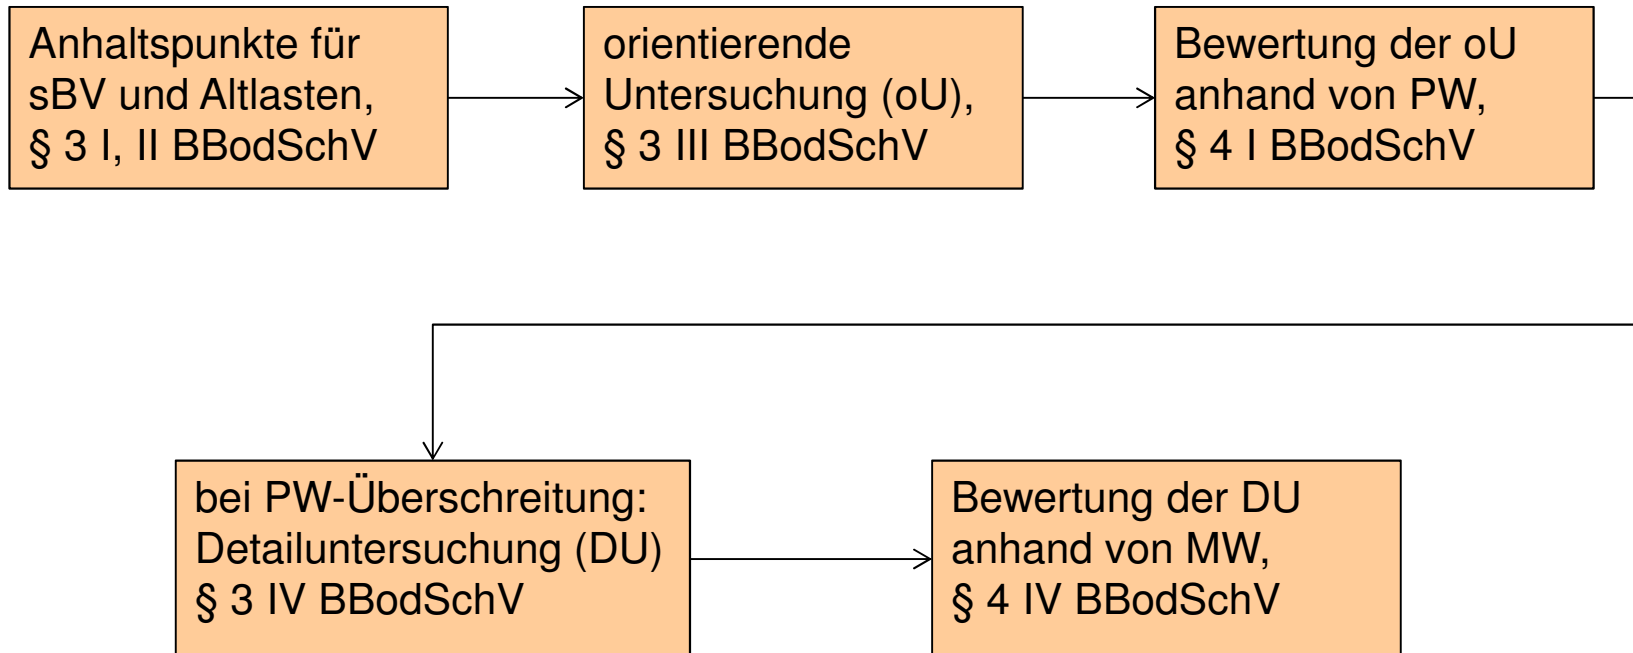 Anhaltspunkte für
sBV und Altlasten,
§ 3 I, II BBodSchV
orientierende
Untersuchung (oU),
§ 3 III BBodSchV
Bewertung der oU
anhand von PW,
§ 4 I BBodSchV
bei PW-Überschreitung:
Detailuntersuchung (DU)
§ 3 IV BBodSchV
Bewertung der DU
anhand von MW,
§ 4 IV BBodSchV